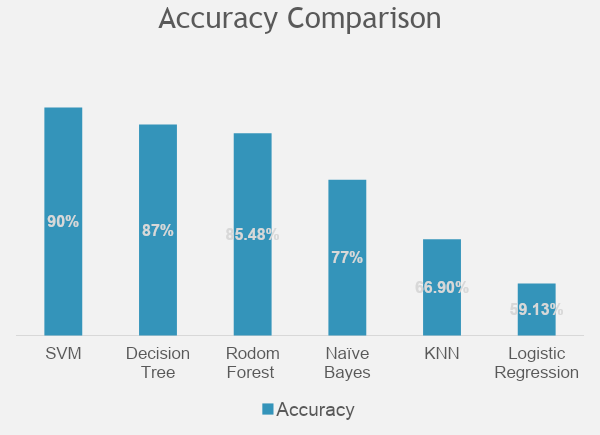 Accuracy Comparison
90%
87%
85.48%
77%
66.90%
59.13%
SVM
Decision
Tree
Rodom
Forest
Naïve
Bayes
KNN
Logistic
Regression
Accuracy